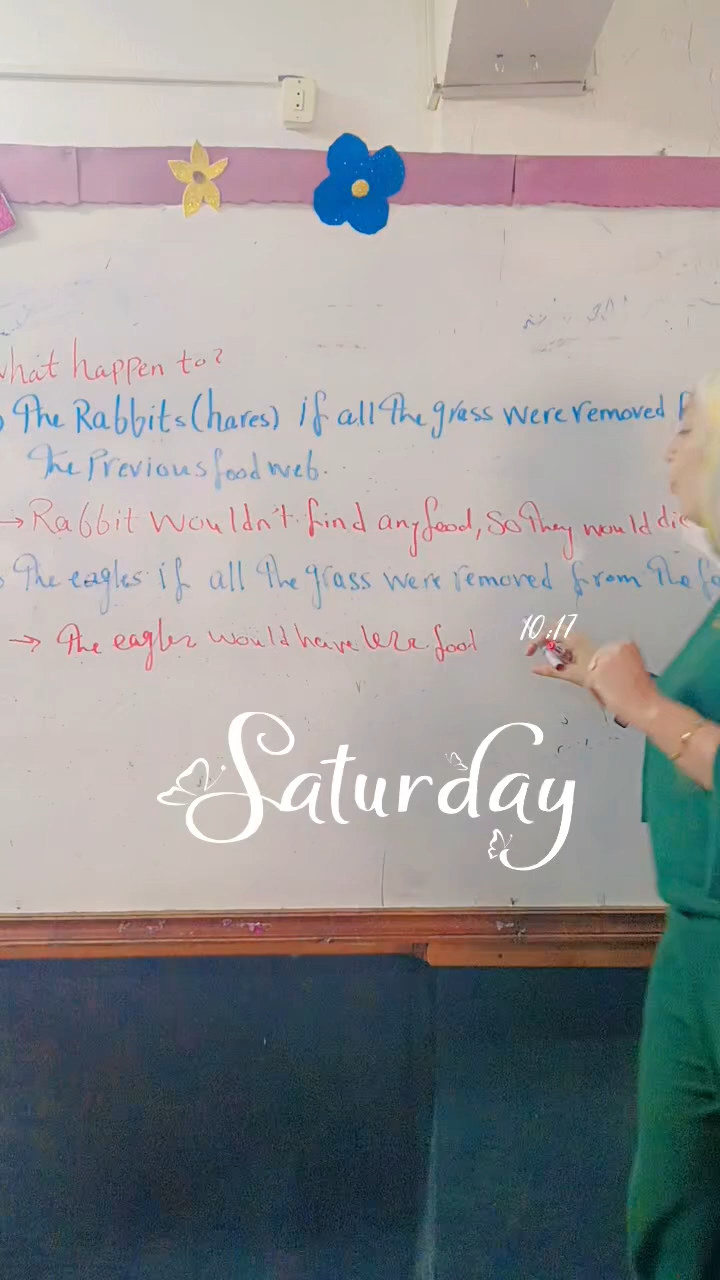 what happen to?
The Rabbits (hares) if all the grass were removed
the Previous food web.
→ Rabbit wouldn't find any food, so they would die
The eagles if all the grass were removed from the
→ The eagles would have less food
10:17
Saturday